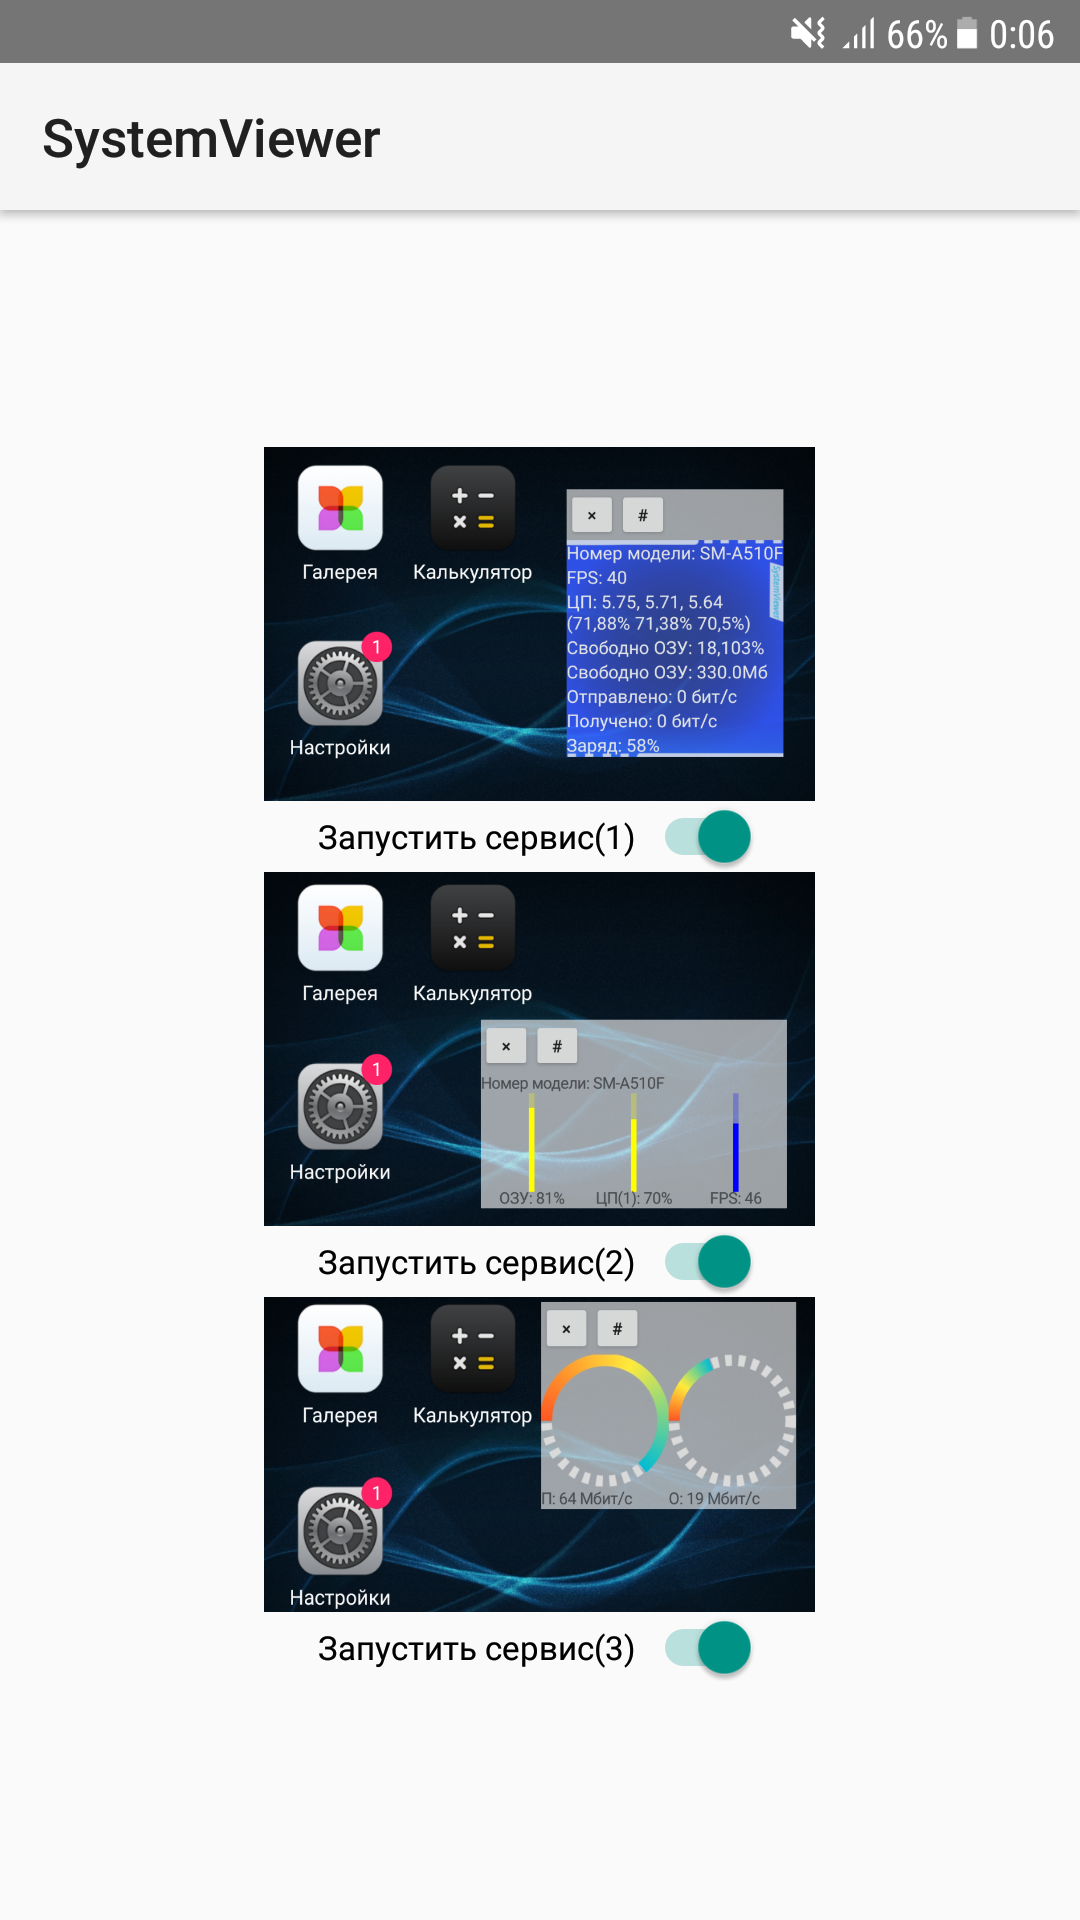 66% 0:06
SystemViewer
Галерея Калькулятор
× #
Номер модели: SM-A510F
FPS: 40
ЦП: 5.75, 5.71, 5.64
(71,88% 71,38% 70,5%)
Свободно ОЗУ: 18,103%
Свободно ОЗУ: 330.0Мб
Отправлено: 0 бит/с
Получено: 0 бит/с
Заряд: 58%
SystemViewer
1
Настройки
Запустить сервис(1)
Галерея Калькулятор
× #
Номер модели: SM-A510F
ОЗУ: 81% ЦП(1): 70% FPS: 46
1
Настройки
Запустить сервис(2)
× #
Галерея Калькулятор
П: 64 Мбит/с О: 19 Мбит/с
1
Настройки
Запустить сервис(3)